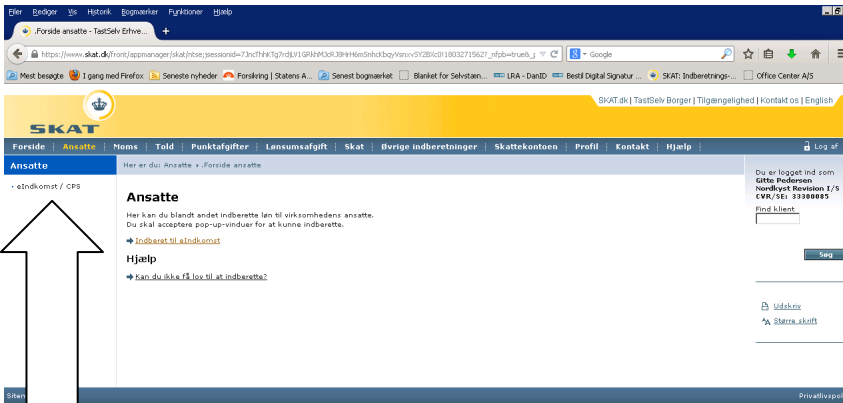 Filer Rediger Vis Historik Bogmærker Funktioner Hjælp
.Forside ansatte - TastSelv Erhve... +
https://www.skat.dk/
Google
Mest besøgte I gang med Firefox Seneste nyheder Forsikring | Statens A... Senest bogmærket Blanket for Selvstæn... LRA - DanID Bestil Digital Signatur ... SKAT: Indberetnings-... Office Center A/S
SKAT.dk | TastSelv Borger | Tilgængelighed | Kontakt os | English
SKAT
Forside Ansatte Moms Told Punktafgifter Lønsumsafgift Skat Øvrige indberetninger Skattekontoen Profil Kontakt Hjælp Log af
Ansatte
Her er du: Ansatte .Forside ansatte
eIndkomst / CPS
Ansatte
Her kan du blandt andet indberette løn til virksomhedens ansatte.
Du skal acceptere pop-up-vinduer for at kunne indberette.
Indberet til eIndkomst
Hjælp
Kan du ikke få lov til at indberette?
Du er logget ind som
Gitte Pedersen
Nordkyst Revision I/S
CVR/SE: 33300085
Find klient
Søg
Udskriv
Større skrift
Privatlivspol